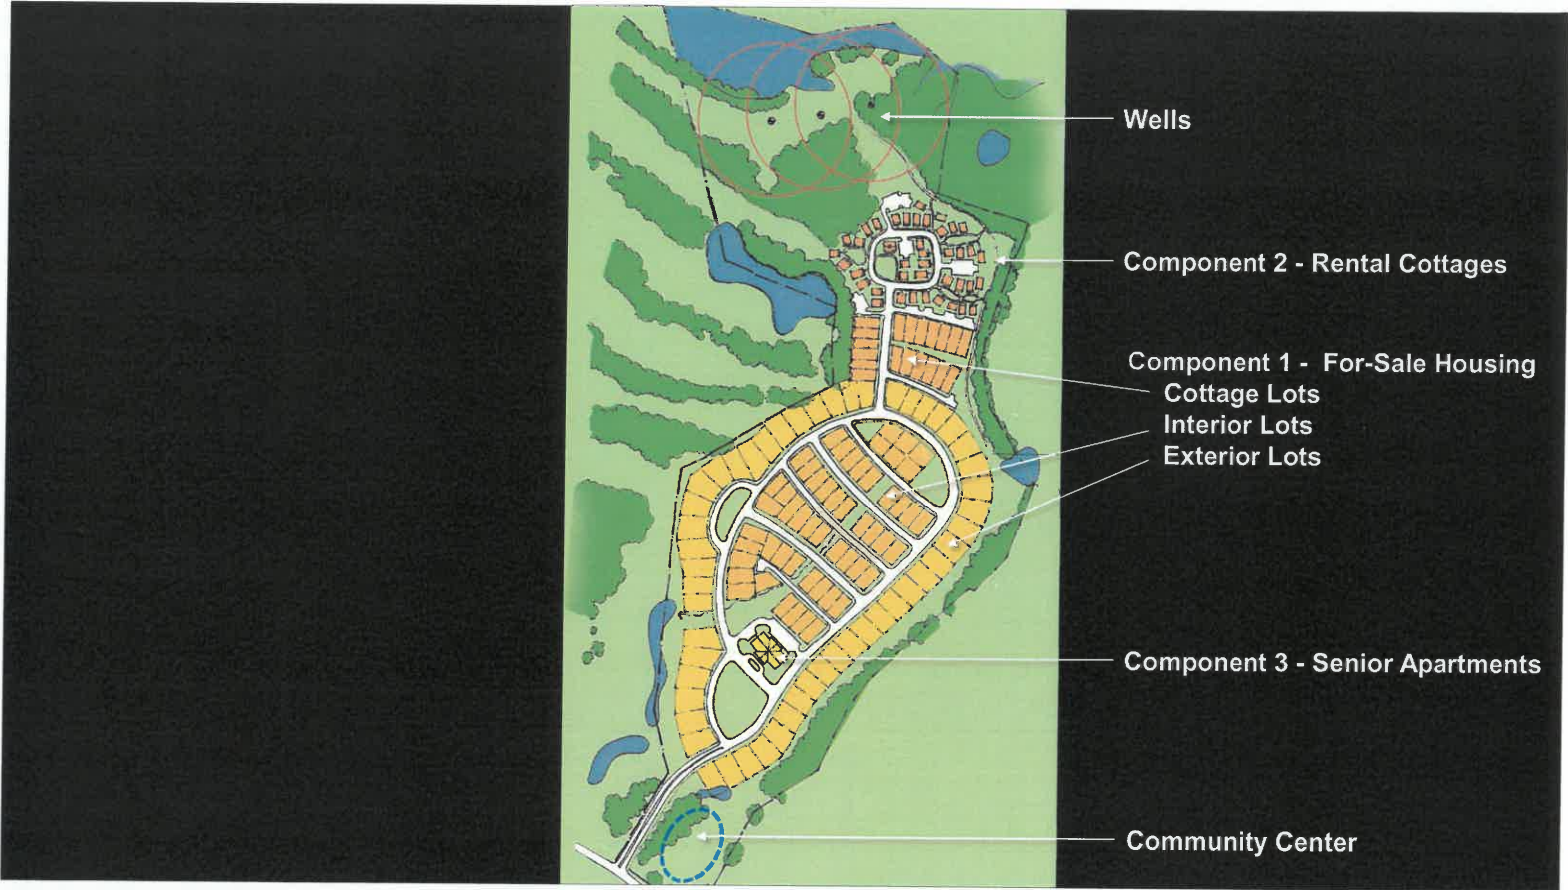 Wells
Component 2 - Rental Cottages
Component 1 - For-Sale Housing
Cottage Lots
Interior Lots
Exterior Lots
Component 3 - Senior Apartments
Community Center